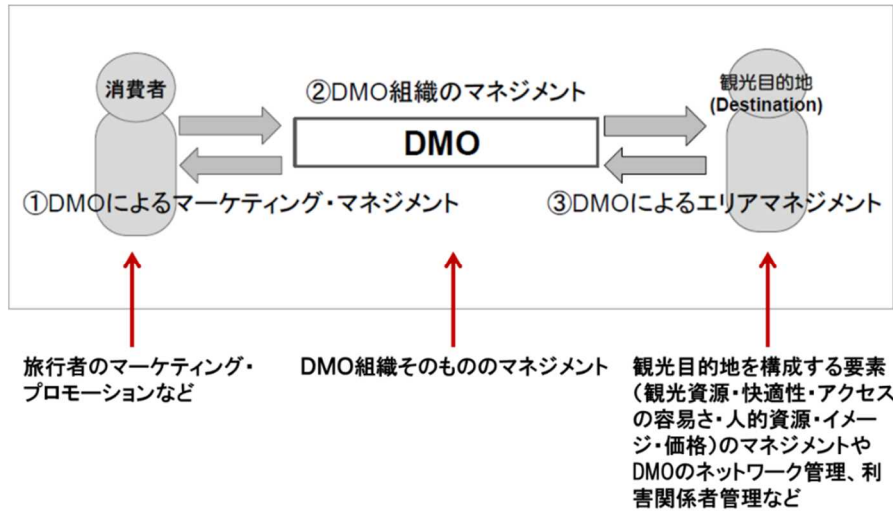 消費者
②DMO組織のマネジメント
観光目的地
(Destination)
DMO
①DMOによるマーケティング・マネジメント
③DMOによるエリアマネジメント
旅行者のマーケティング・
プロモーションなど
DMO組織そのもののマネジメント
観光目的地を構成する要素
（観光資源・快適性・アクセス
の容易さ・人的資源・イメー
ジ・価格）のマネジメントや
DMOのネットワーク管理、利
害関係者管理など